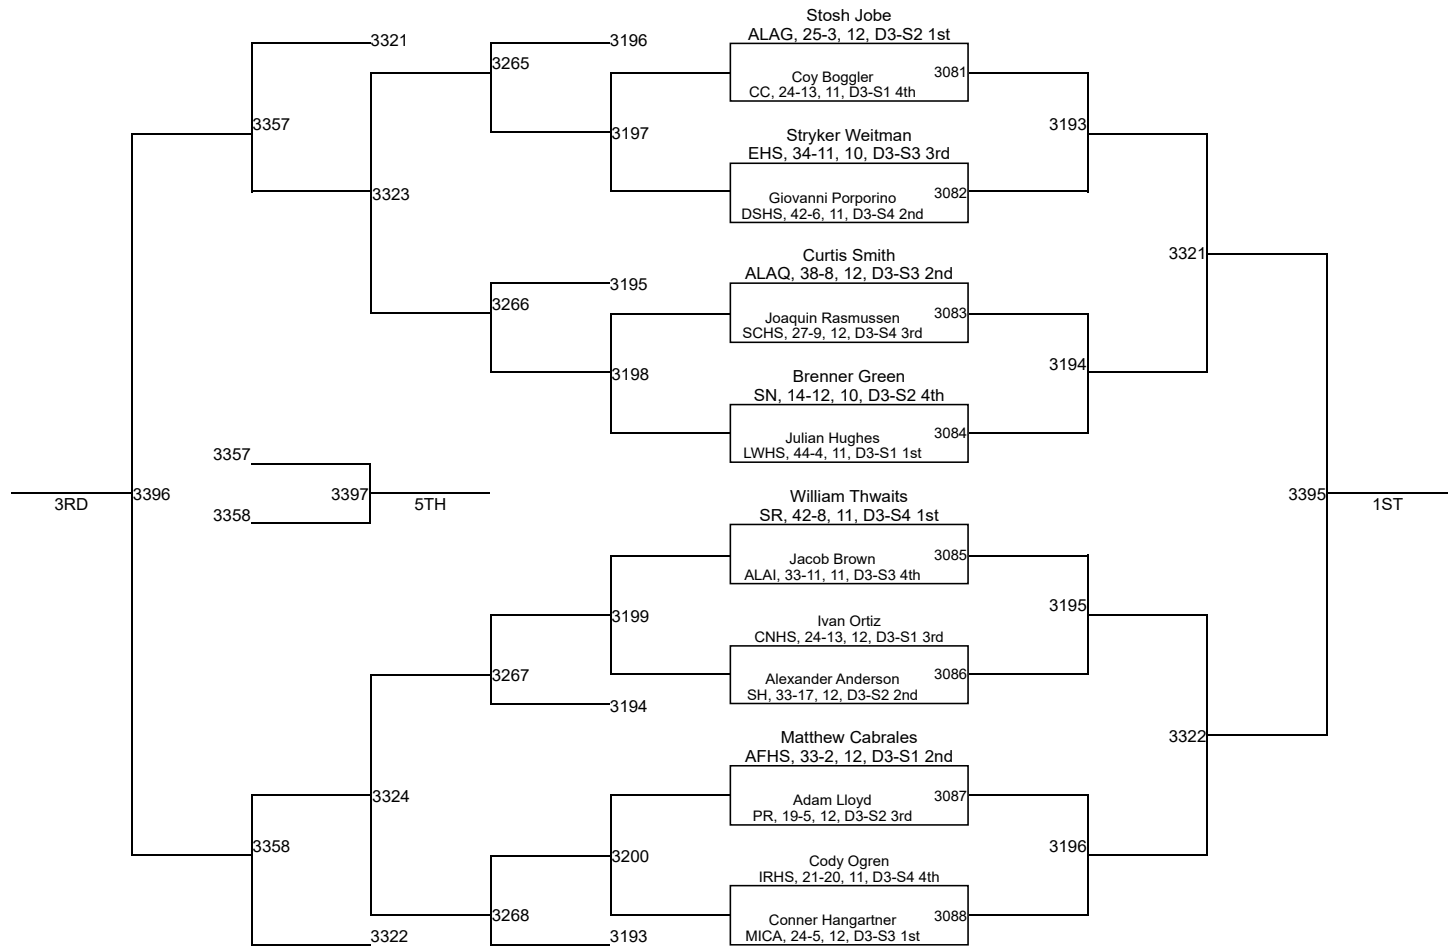 Stosh Jobe
ALAG, 25-3, 12, D3-S2 1st
3321
3196
3265
Coy Boggler
3081
CC, 24-13, 11, D3-S1 4th
3357
3197
3193
Stryker Weitman
EHS, 34-11, 10, D3-S3 3rd
3323
Giovanni Porporino
3082
DSHS, 42-6, 11, D3-S4 2nd
Curtis Smith
3321
ALAQ, 38-8, 12, D3-S3 2nd
3195
3266
Joaquin Rasmussen
3083
SCHS, 27-9, 12, D3-S4 3rd
3198
3194
Brenner Green
SN, 14-12, 10, D3-S2 4th
Julian Hughes
3084
LWHS, 44-4, 11, D3-S1 1st
3357
3RD
3396
3397
5TH
William Thwaits
3395
1ST
3358
SR, 42-8, 11, D3-S4 1st
Jacob Brown
3085
ALAI, 33-11, 11, D3-S3 4th
3199
3195
Ivan Ortiz
CNHS, 24-13, 12, D3-S1 3rd
3267
Alexander Anderson
3086
SH, 33-17, 12, D3-S2 2nd
3194
Matthew Cabrales
3322
AFHS, 33-2, 12, D3-S1 2nd
3324
Adam Lloyd
3087
PR, 19-5, 12, D3-S2 3rd
3358
3200
3196
Cody Ogren
IRHS, 21-20, 11, D3-S4 4th
3268
Conner Hangartner
3088
3322
3193
MICA, 24-5, 12, D3-S3 1st